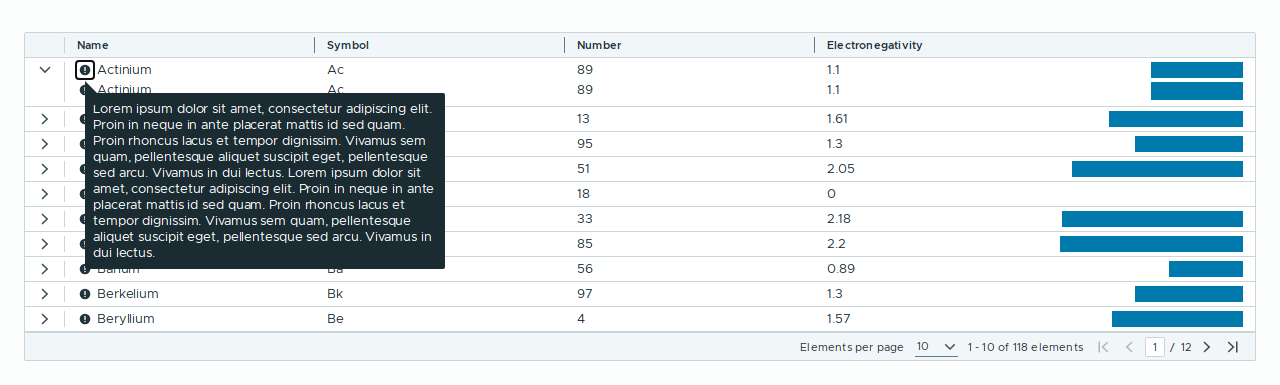 Name Symbol Number Electronegativity
Actinium Ac 89 1.1
Actinium Ac 89 1.1
Lorem ipsum dolor sit amet, consectetur adipiscing elit.
Proin in neque in ante placerat mattis id sed quam.
Proin rhoncus lacus et tempor dignissim. Vivamus sem
quam, pellentesque aliquet suscipit eget, pellentesque
sed arcu. Vivamus in dui lectus. Lorem ipsum dolor sit
amet, consectetur adipiscing elit. Proin in neque in ante
placerat mattis id sed quam. Proin rhoncus lacus et
tempor dignissim. Vivamus sem quam, pellentesque
aliquet suscipit eget, pellentesque sed arcu. Vivamus in
dui lectus.
13 1.61
95 1.3
51 2.05
18 0
33 2.18
85 2.2
Barium Ba 56 0.89
Berkelium Bk 97 1.3
Beryllium Be 4 1.57
Elements per page 10 1 - 10 of 118 elements 1 / 12